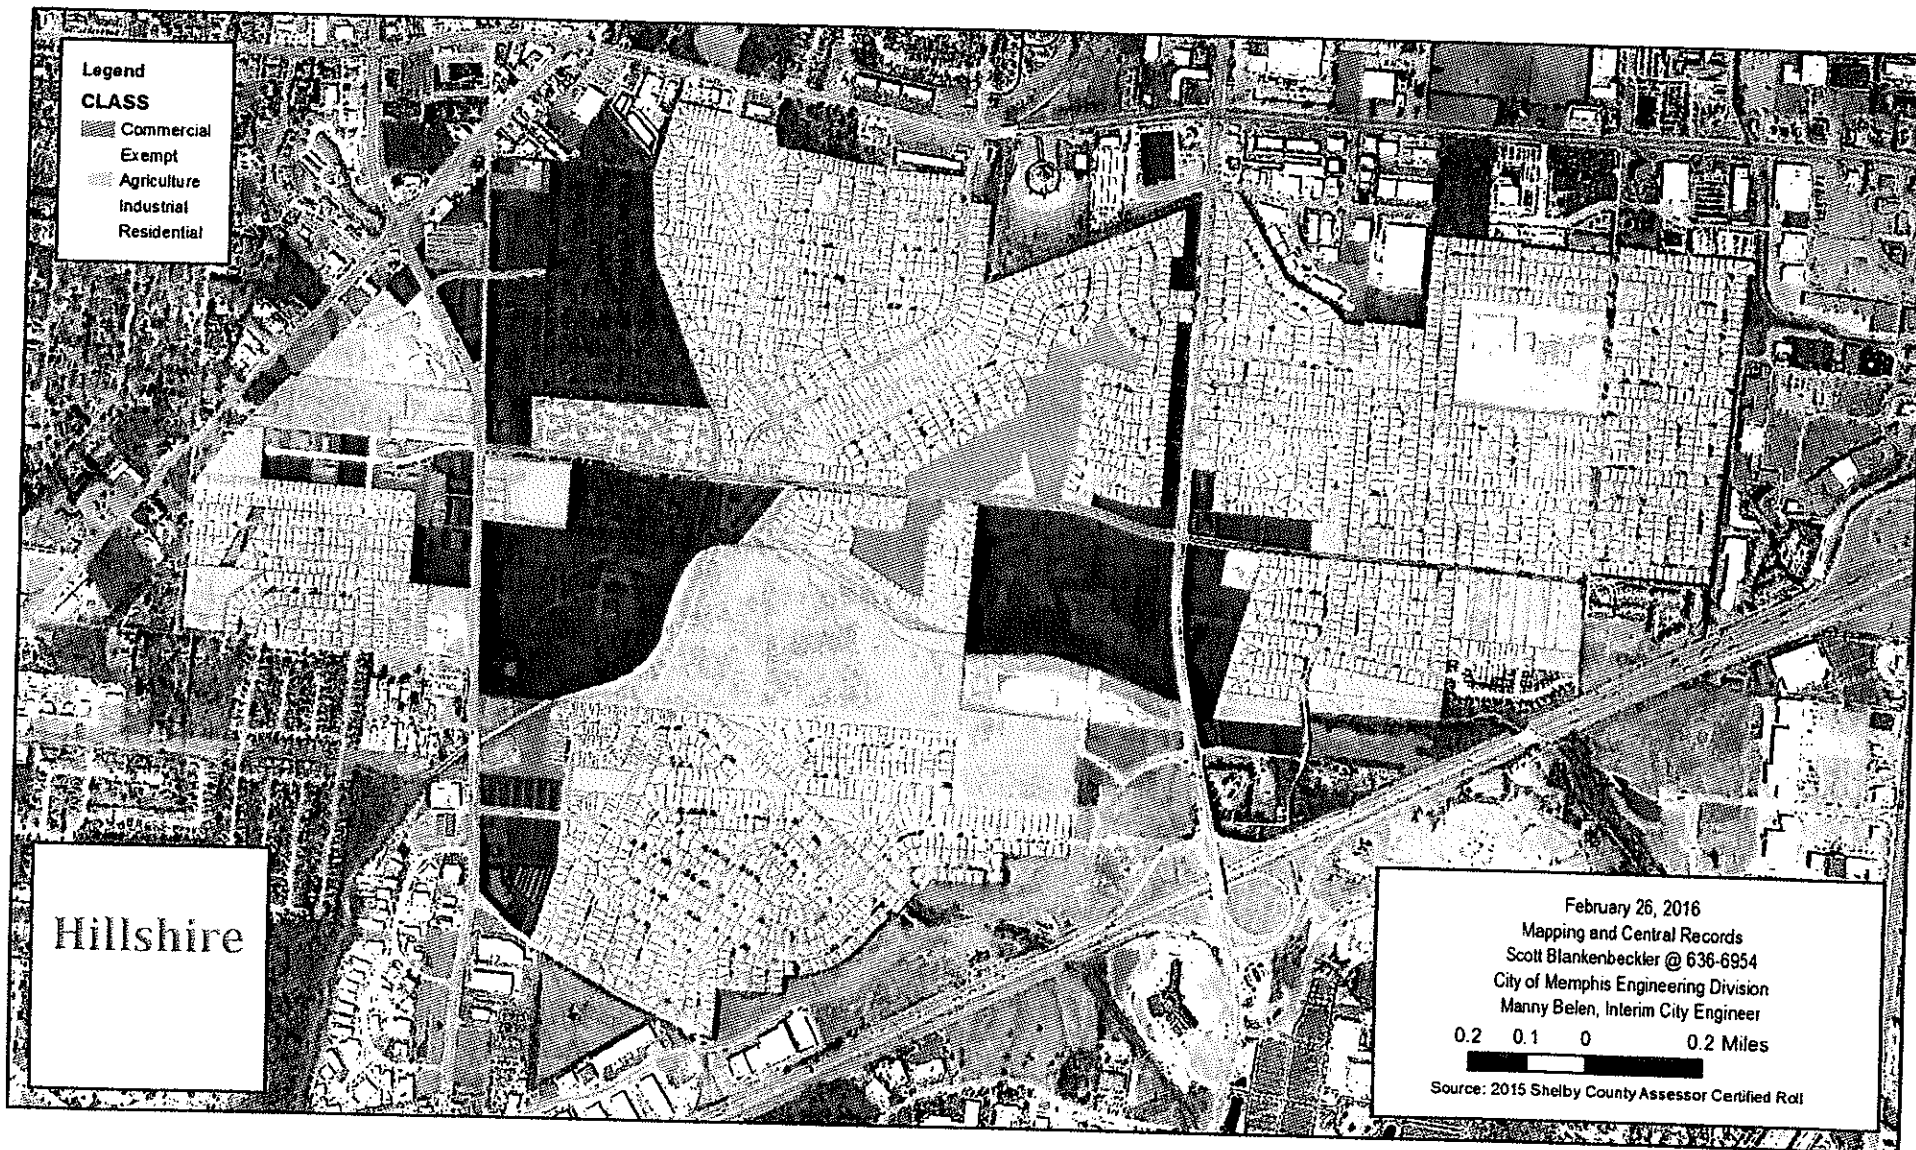 Legend
CLASS
Commercial
Exempt
Agriculture
Industrial
Residential
Hillshire
February 26, 2016
Mapping and Central Records
Scott Blankenbeckler @ 636-6954
City of Memphis Engineering Division
Manny Belen, Interim City Engineer
0.2 0.1 0 0.2 Miles
Source: 2015 Shelby County Assessor Certified Roll